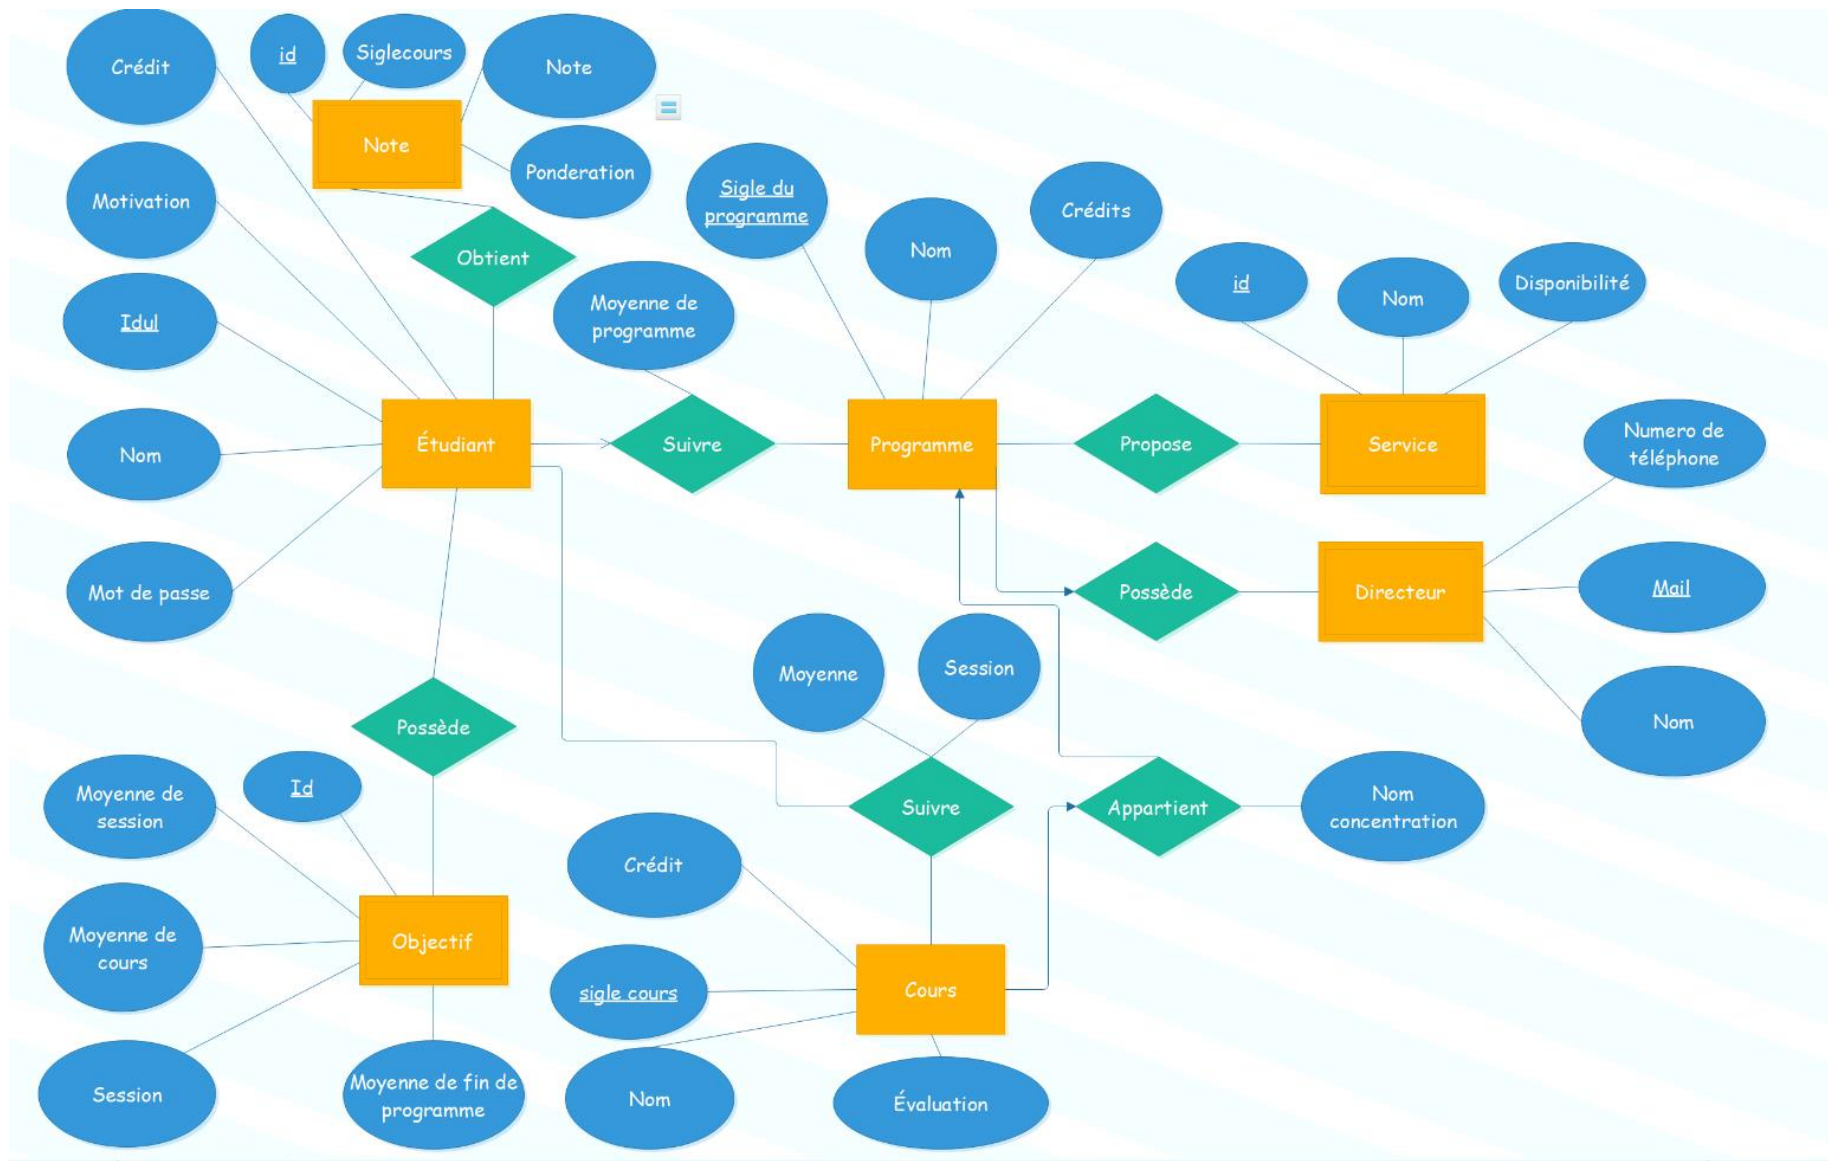 Crédit
id
Siglecours
Note
Note
Ponderation
Motivation
Sigle du
programme
Nom
Crédits
Obtient
id
Nom
Disponibilité
Moyenne de
programme
Idul
Étudiant
Suivre
Programme
Propose
Service
Numero de
téléphone
Nom
Mot de passe
Possède
Directeur
Mail
Moyenne
Session
Nom
Possède
Moyenne de
session
Id
Suivre
Appartient
Nom
concentration
Crédit
Moyenne de
cours
Objectif
sigle cours
Cours
Session
Moyenne de fin de
programme
Nom
Évaluation